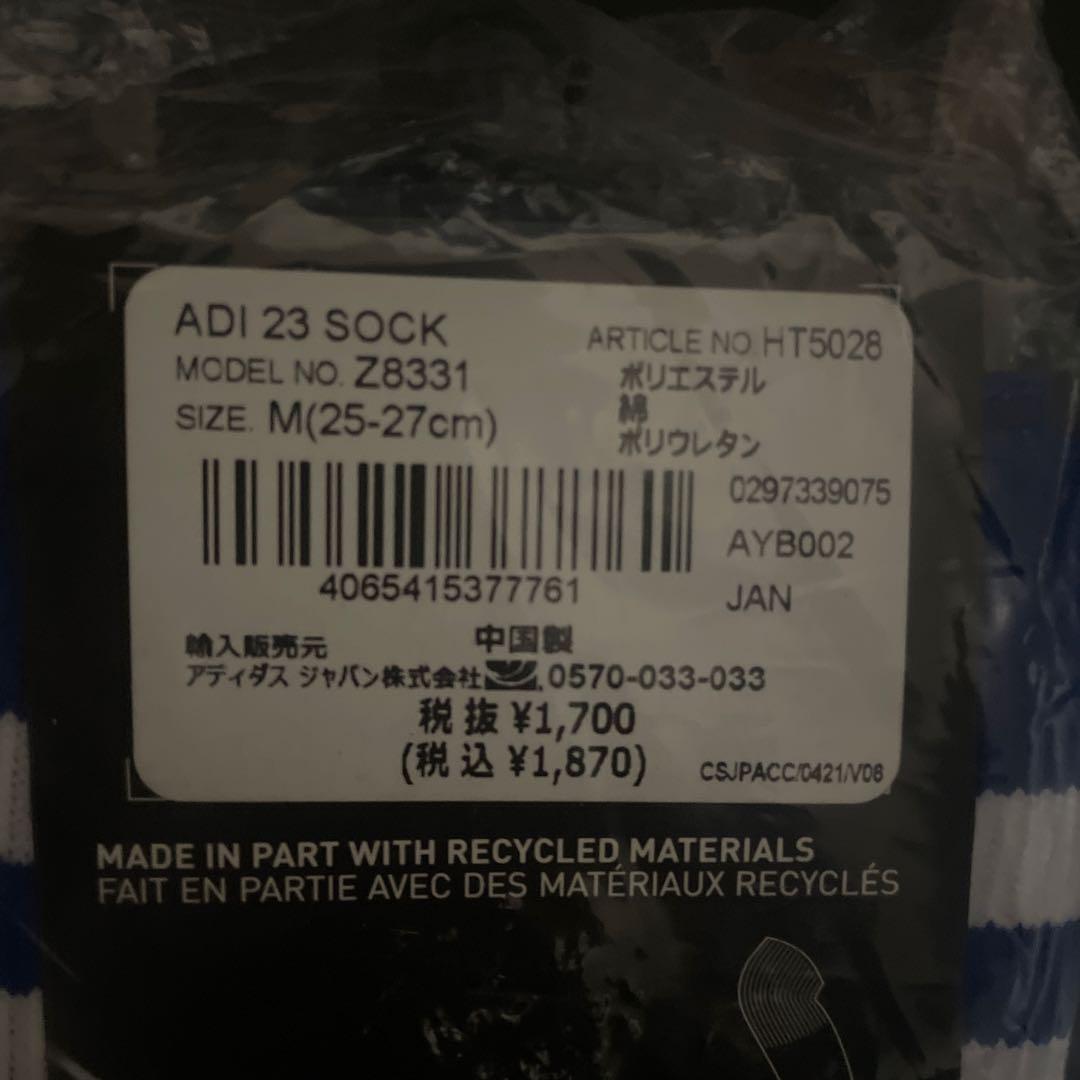 ADI 23 SOCK
ARTICLE NO. HT5028
MODEL NO. Z8331
ポリエステル
SIZE. M(25-27cm)
綿
ポリウレタン
0297339075
AYB002
4065415377761
JAN
輸入販売元
中国製
アディダス ジャパン株式会社 0570-033-033
税 抜 ¥1,700
(税 込 ¥1,870)
CSJPACC/0421/V08
MADE IN PART WITH RECYCLED MATERIALS
FAIT EN PARTIE AVEC DES MATÉRIAUX RECYCLÉS